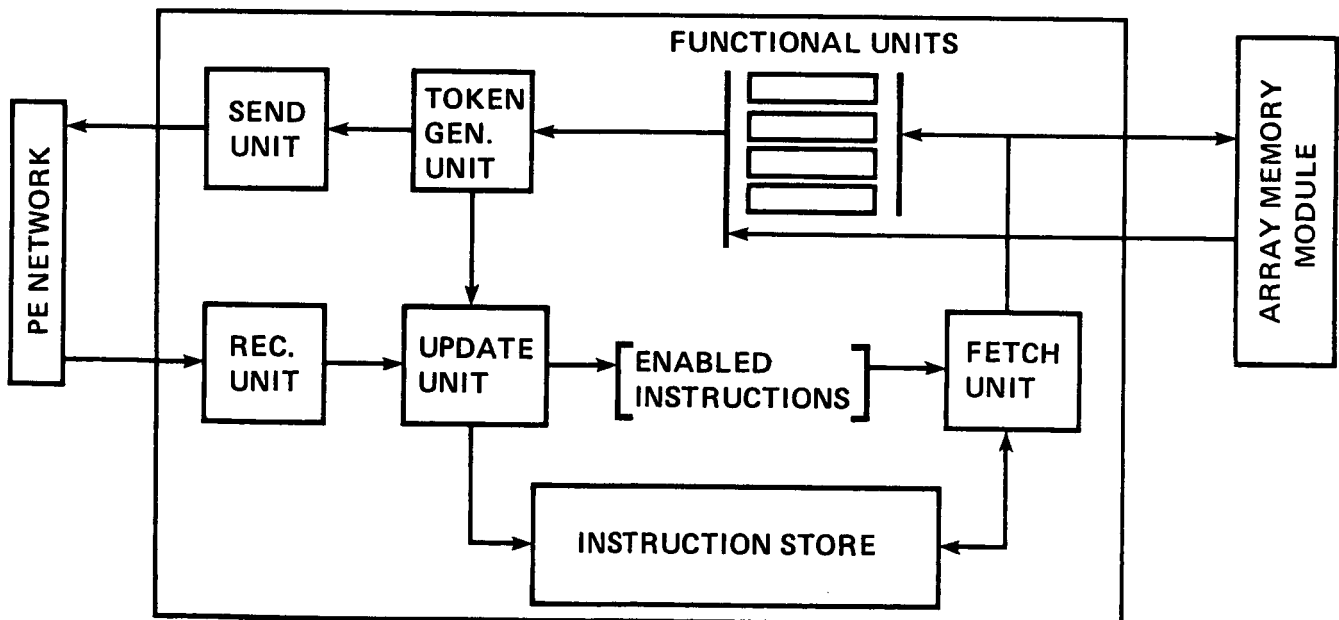 FUNCTIONAL UNITS
SEND
UNIT
TOKEN
GEN.
UNIT
PE NETWORK
ARRAY MEMORY
MODULE
REC.
UNIT
UPDATE
UNIT
ENABLED
INSTRUCTIONS
FETCH
UNIT
INSTRUCTION STORE